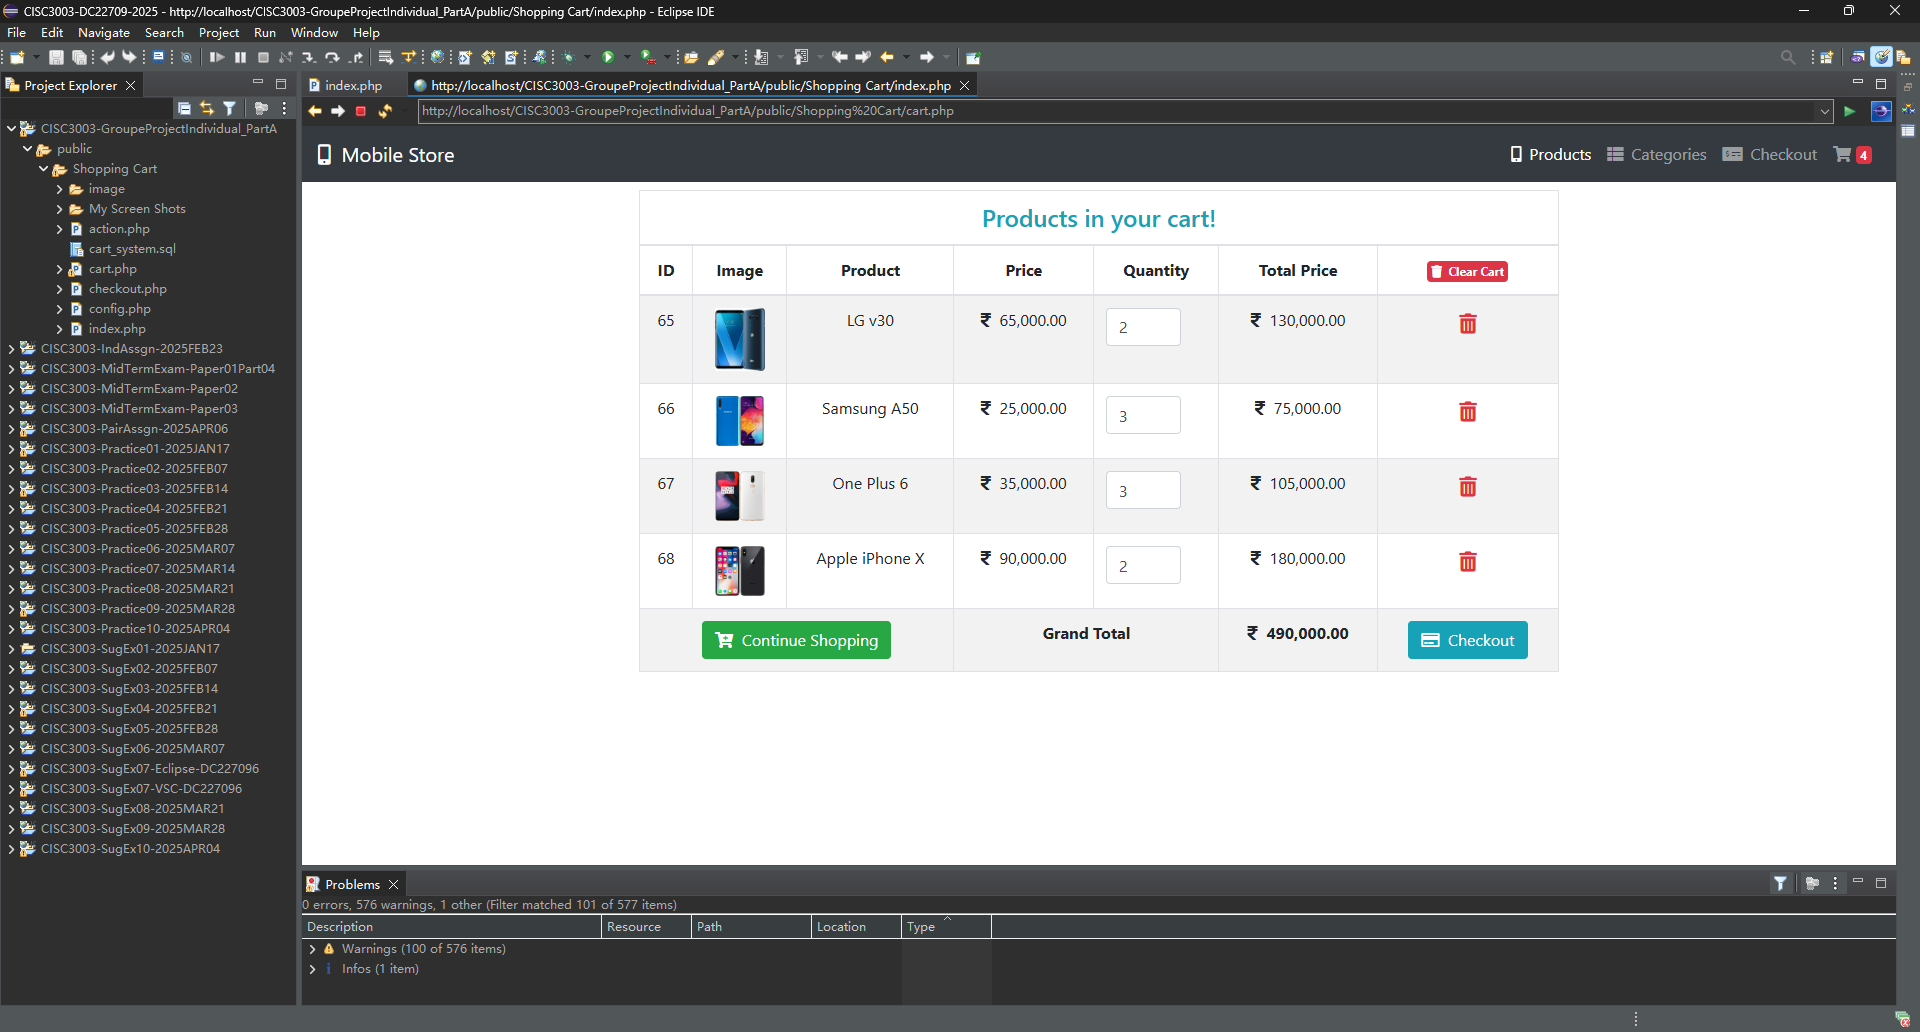 CISC3003-DC22709-2025 - http://localhost/CISC3003-GroupeProjectIndividual_PartA/public/Shopping Cart/index.php - Eclipse IDE
File Edit Navigate Search Project Run Window Help
Project Explorer
index.php
http://localhost/CISC3003-GroupeProjectIndividual_PartA/public/Shopping Cart/index.php
http://localhost/CISC3003-GroupeProjectIndividual_PartA/public/Shopping%20Cart/cart.php
CISC3003-GroupeProjectIndividual_PartA
public
Shopping Cart
image
My Screen Shots
action.php
cart_system.sql
cart.php
checkout.php
config.php
index.php
CISC3003-IndAssgn-2025FEB23
CISC3003-MidTermExam-Paper01Part04
CISC3003-MidTermExam-Paper02
CISC3003-MidTermExam-Paper03
CISC3003-PairAssgn-2025APR06
CISC3003-Practice01-2025JAN17
CISC3003-Practice02-2025FEB07
CISC3003-Practice03-2025FEB14
CISC3003-Practice04-2025FEB21
CISC3003-Practice05-2025FEB28
CISC3003-Practice06-2025MAR07
CISC3003-Practice07-2025MAR14
CISC3003-Practice08-2025MAR21
CISC3003-Practice09-2025MAR28
CISC3003-Practice10-2025APR04
CISC3003-SugEx01-2025JAN17
CISC3003-SugEx02-2025FEB07
CISC3003-SugEx03-2025FEB14
CISC3003-SugEx04-2025FEB21
CISC3003-SugEx05-2025FEB28
CISC3003-SugEx06-2025MAR07
CISC3003-SugEx07-Eclipse-DC227096
CISC3003-SugEx07-VSC-DC227096
CISC3003-SugEx08-2025MAR21
CISC3003-SugEx09-2025MAR28
CISC3003-SugEx10-2025APR04
Mobile Store
Products Categories Checkout 4
Products in your cart!
ID Image Product Price Quantity Total Price Clear Cart
65 LG v30 ₹ 65,000.00 2 ₹ 130,000.00
66 Samsung A50 ₹ 25,000.00 3 ₹ 75,000.00
67 One Plus 6 ₹ 35,000.00 3 ₹ 105,000.00
68 Apple iPhone X ₹ 90,000.00 2 ₹ 180,000.00
Continue Shopping Grand Total ₹ 490,000.00 Checkout
Problems
0 errors, 576 warnings, 1 other (Filter matched 101 of 577 items)
Description Resource Path Location Type
Warnings (100 of 576 items)
Infos (1 item)